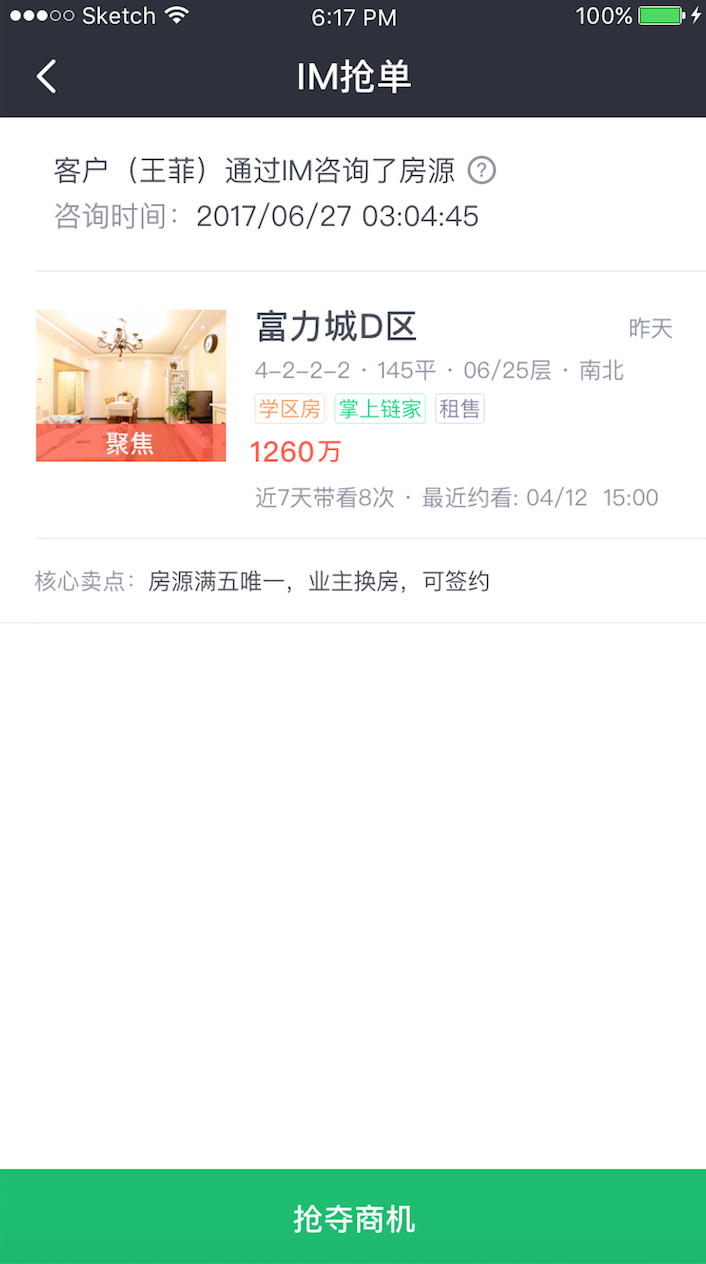 Sketch 6:17 PM 100%
IM抢单
客户（王菲）通过IM咨询了房源 ?
咨询时间： 2017/06/27 03:04:45
富力城D区 昨天
4-2-2-2 · 145平 · 06/25层 · 南北
学区房 掌上链家 租售
聚焦
1260万
近7天带看8次 · 最近约看: 04/12 15:00
核心卖点： 房源满五唯一，业主换房，可签约
抢夺商机